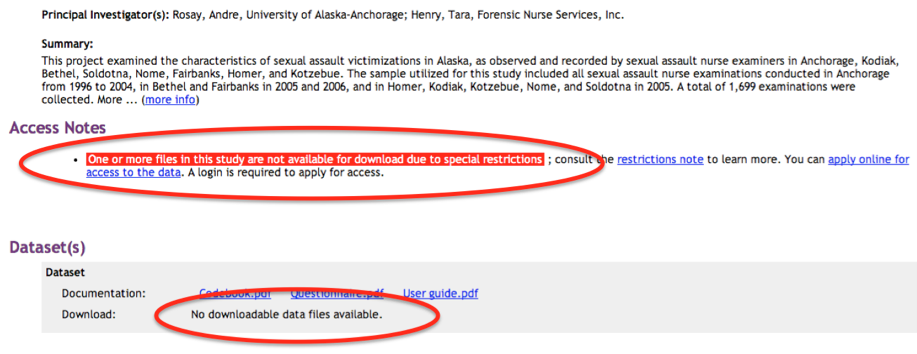 Principal Investigator(s): Rosay, Andre, University of Alaska-Anchorage; Henry, Tara, Forensic Nurse Services, Inc.
Summary:
This project examined the characteristics of sexual assault victimizations in Alaska, as observed and recorded by sexual assault nurse examiners in Anchorage, Kodiak,
Bethel, Soldotna, Nome, Fairbanks, Homer, and Kotzebue. The sample utilized for this study included all sexual assault nurse examinations conducted in Anchorage
from 1996 to 2004, in Bethel and Fairbanks in 2005 and 2006, and in Homer, Kodiak, Kotzebue, Nome, and Soldotna in 2005. A total of 1,699 examinations were
collected. More ... (more info)
Access Notes
• One or more files in this study are not available for download due to special restrictions ; consult the restrictions note to learn more. You can apply online for
access to the data. A login is required to apply for access.
Dataset(s)
Dataset
Documentation: Codebook.pdf Questionnaire.pdf User guide.pdf
Download: No downloadable data files available.